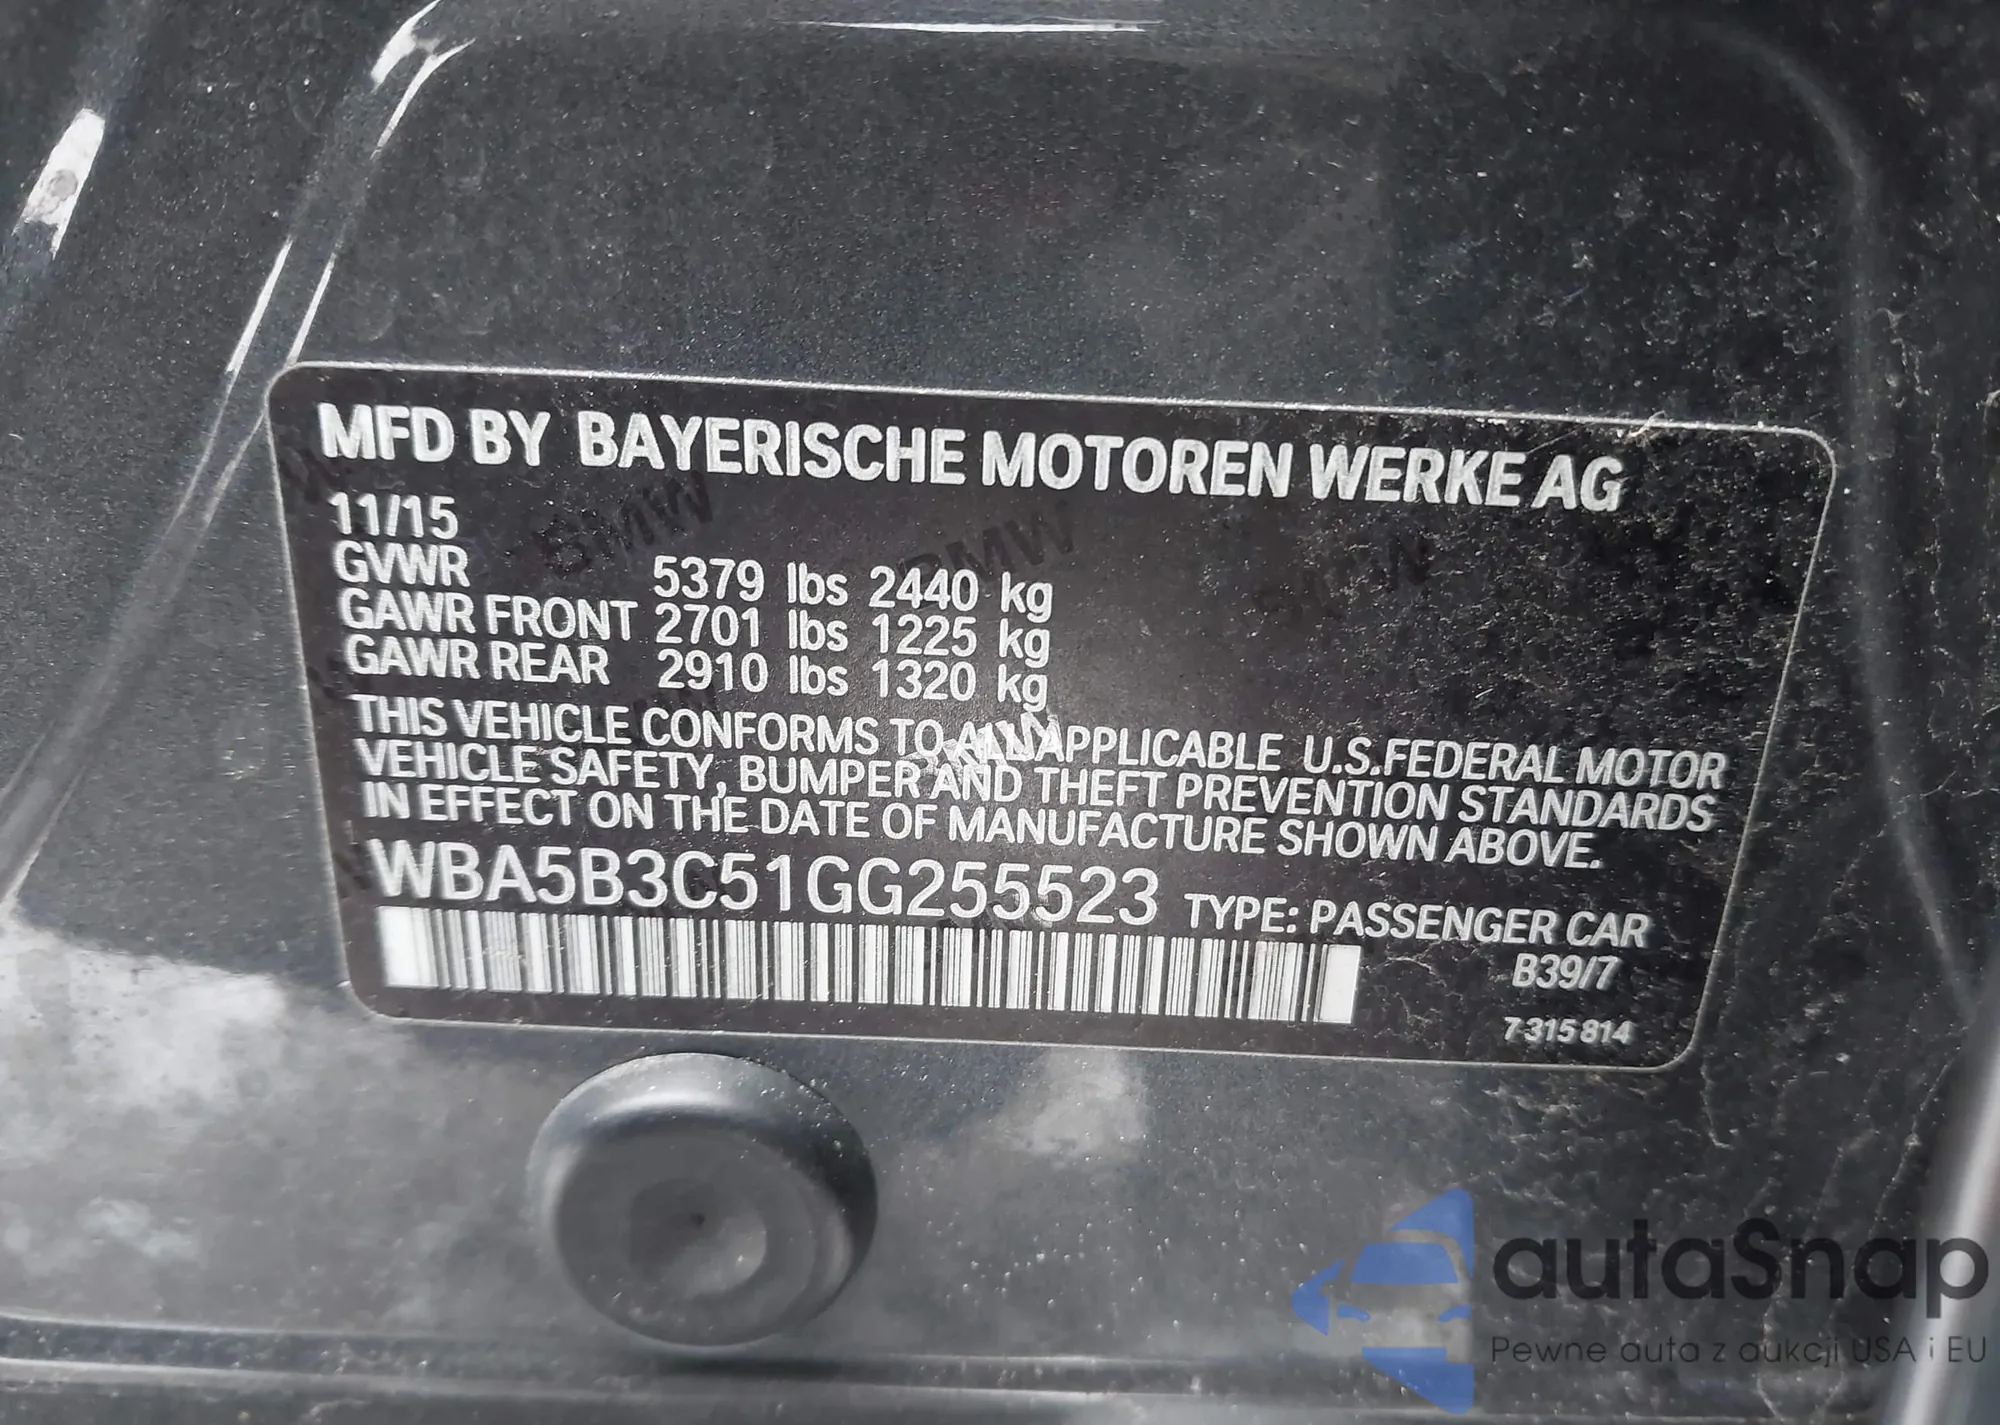 MFD BY BAYERISCHE MOTOREN WERKE AG
11/15
GVWR 5379 lbs 2440 kg
GAWR FRONT 2701 lbs 1225 kg
GAWR REAR 2910 lbs 1320 kg
THIS VEHICLE CONFORMS TO ALL APPLICABLE U.S.FEDERAL MOTOR
VEHICLE SAFETY, BUMPER AND THEFT PREVENTION STANDARDS
IN EFFECT ON THE DATE OF MANUFACTURE SHOWN ABOVE.
WBA5B3C51GG255523 TYPE: PASSENGER CAR
B39/7
7 315 814
BMW BMW BMW
autaSnap
Pewne auta z aukcji USA i EU